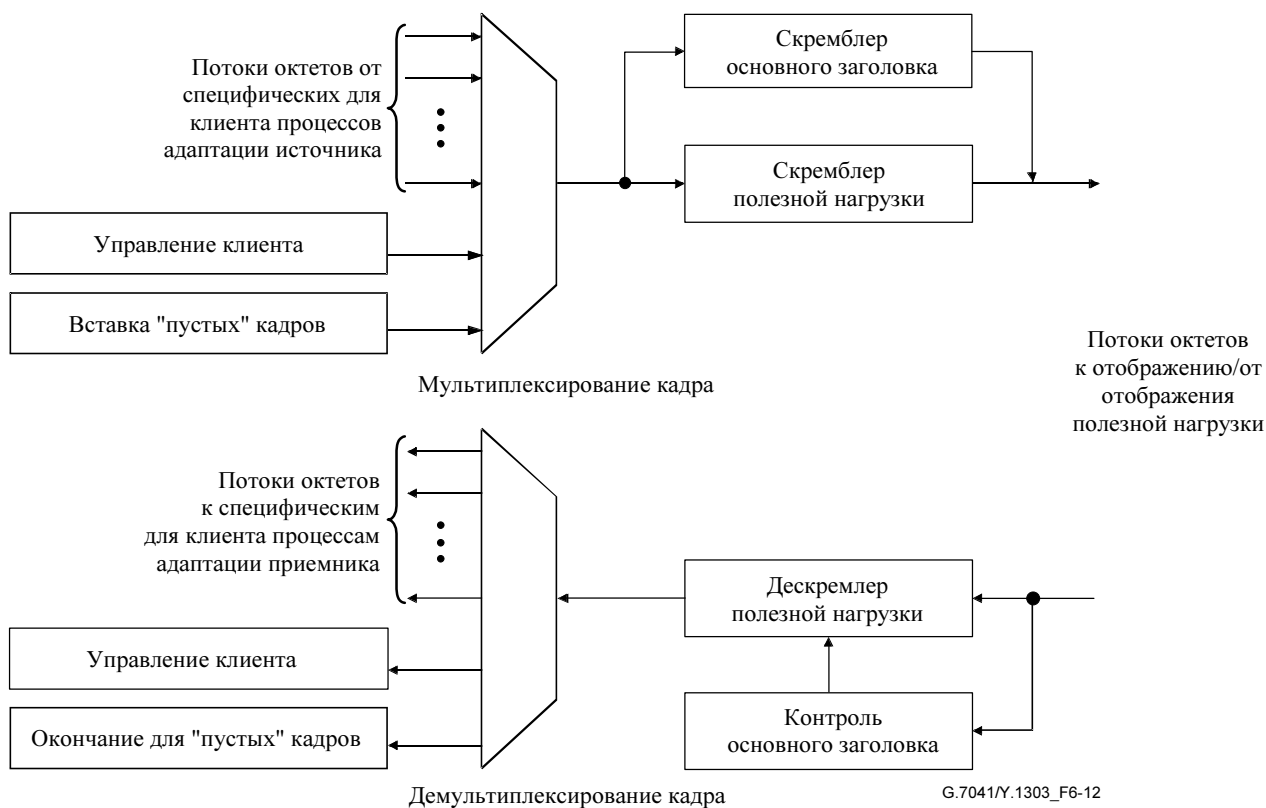 Скремблер
основного заголовка
Потоки октетов от
специфических для
клиента процессов
адаптации источника
Скремблер
полезной нагрузки
Управление клиента
Вставка "пустых" кадров
Мультиплексирование кадра
Потоки октетов
к отображению/от
отображения
полезной нагрузки
Потоки октетов
к специфическим
для клиента процессам
адаптации приемника
Дескремлер
полезной нагрузки
Управление клиента
Контроль
основного заголовка
Окончание для "пустых" кадров
Демультиплексирование кадра
G.7041/Y.1303_F6-12